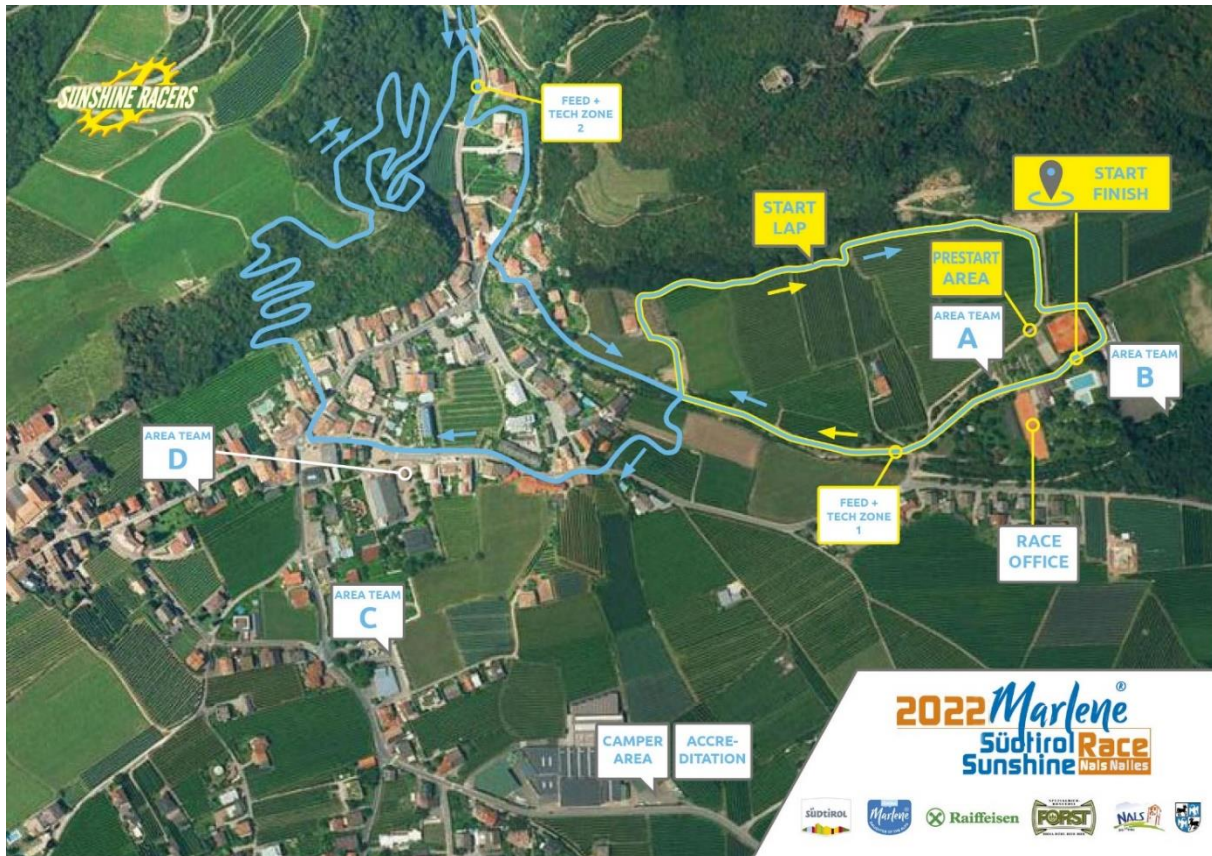 SUNSHINE RACERS
FEED +
TECH ZONE
2
START
FINISH
START
LAP
PRESTART
AREA
AREA TEAM
A
AREA TEAM
B
AREA TEAM
D
FEED +
TECH ZONE
1
RACE
OFFICE
AREA TEAM
C
CAMPER
AREA
ACCRE-
DITATION
2022 Marlene®
Südtirol Race
Sunshine Nals Nalles
SÜDTIROL
Marlene
Raiffeisen
FORST
NALS